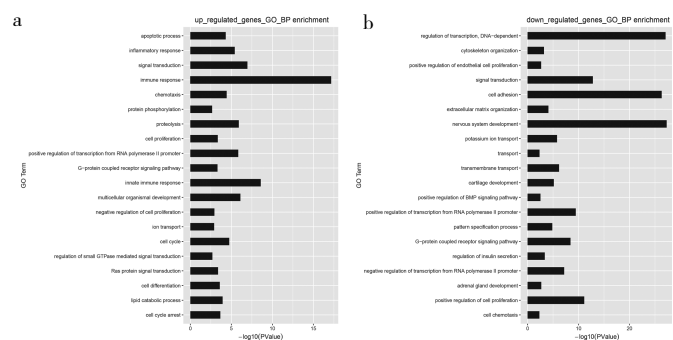 a
up_regulated_genes_GO_BP enrichment
GO Term
apoptotic process
inflammatory response
signal transduction
immune response
chemotaxis
protein phosphorylation
proteolysis
cell proliferation
positive regulation of transcription from RNA polymerase II promoter
G-protein coupled receptor signaling pathway
innate immune response
multicellular organismal development
negative regulation of cell proliferation
ion transport
cell cycle
regulation of small GTPase mediated signal transduction
Ras protein signal transduction
cell differentiation
lipid catabolic process
cell cycle arrest
0 5 10 15
−log10(PValue)
b
down_regulated_genes_GO_BP enrichment
GO Term
regulation of transcription, DNA-dependent
cytoskeleton organization
positive regulation of endothelial cell proliferation
signal transduction
cell adhesion
extracellular matrix organization
nervous system development
potassium ion transport
transport
transmembrane transport
cartilage development
positive regulation of BMP signaling pathway
positive regulation of transcription from RNA polymerase II promoter
pattern specification process
G-protein coupled receptor signaling pathway
regulation of insulin secretion
negative regulation of transcription from RNA polymerase II promoter
adrenal gland development
positive regulation of cell proliferation
cell chemotaxis
0 10 20
−log10(PValue)